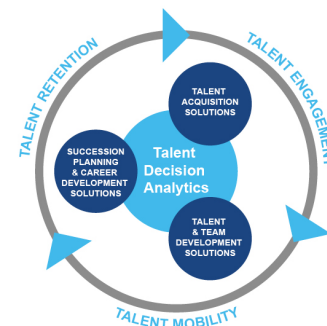 TALENT RETENTION
TALENT ENGAGEMENT
TALENT
ACQUISITION
SOLUTIONS
SUCCESSION
PLANNING
& CAREER
DEVELOPMENT
SOLUTIONS
Talent
Decision
Analytics
TALENT
& TEAM
DEVELOPMENT
SOLUTIONS
TALENT MOBILITY